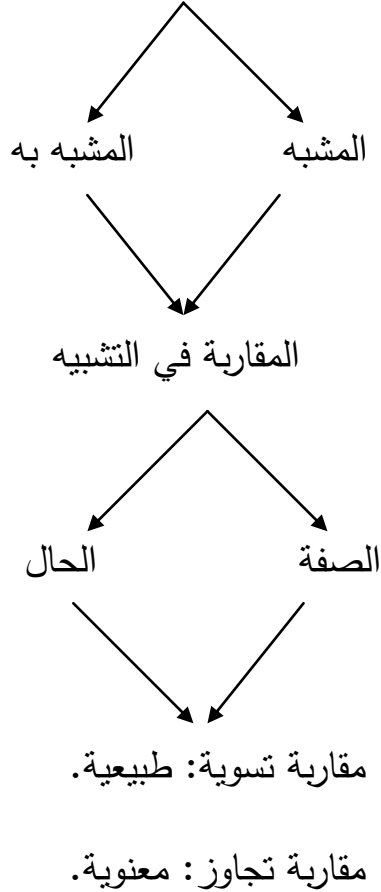 المشبه المشبه به
المقاربة في التشبيه
الصفة الحال
مقاربة تسوية: طبيعية.
مقاربة تجاوز: معنوية.